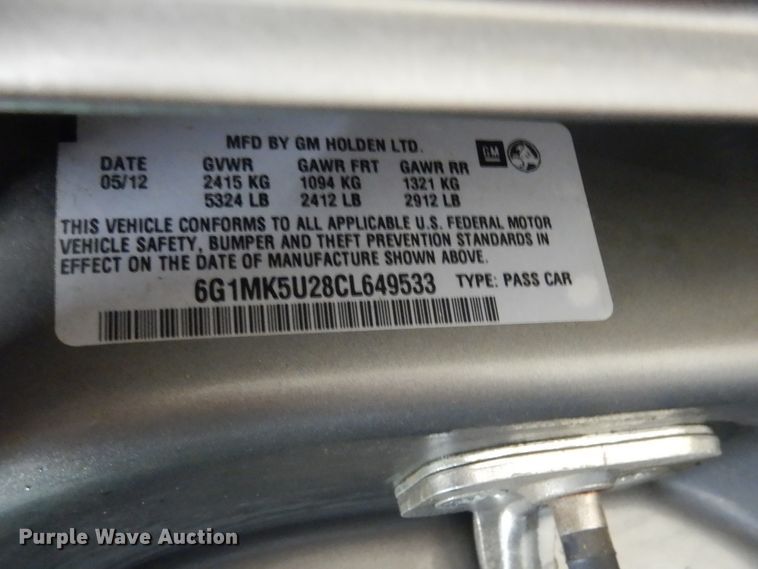 MFD BY GM HOLDEN LTD. GM
DATE GVWR GAWR FRT GAWR RR
05/12 2415 KG 1094 KG 1321 KG
5324 LB 2412 LB 2912 LB
THIS VEHICLE CONFORMS TO ALL APPLICABLE U.S. FEDERAL MOTOR
VEHICLE SAFETY, BUMPER AND THEFT PREVENTION STANDARDS IN
EFFECT ON THE DATE OF MANUFACTURE SHOWN ABOVE.
6G1MK5U28CL649533 TYPE: PASS CAR
Purple Wave Auction®